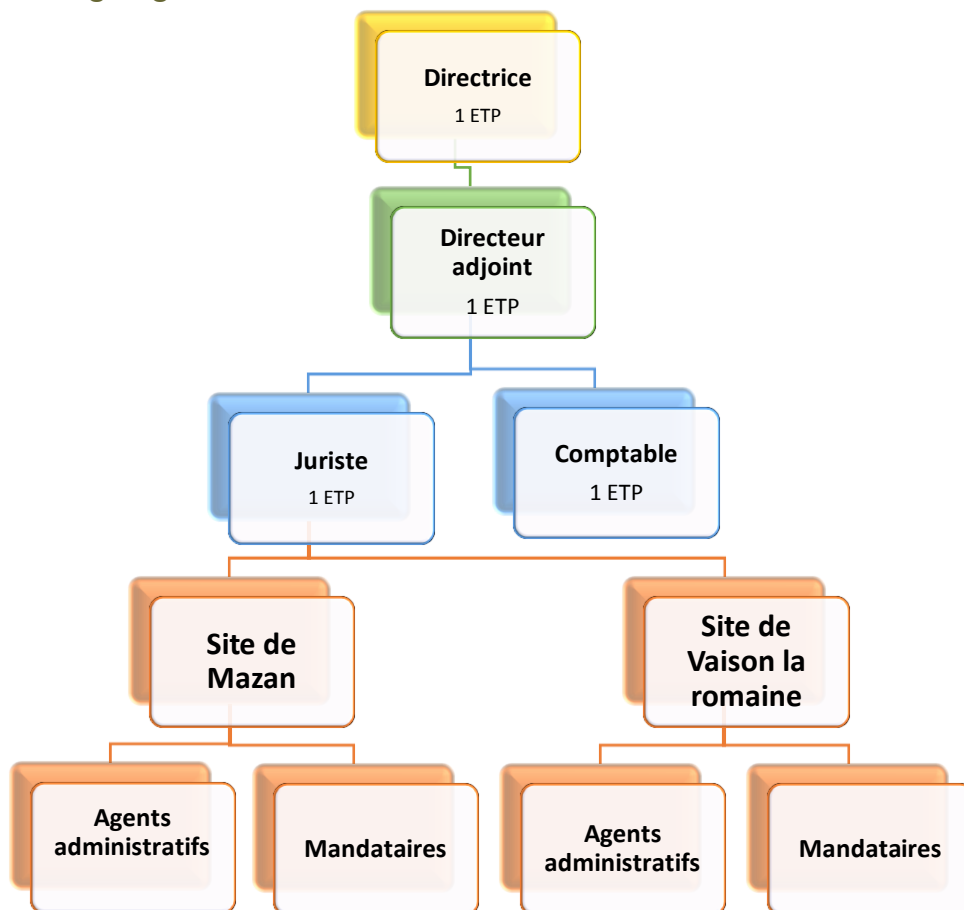 Directrice
1 ETP
Directeur
adjoint
1 ETP
Juriste
1 ETP
Comptable
1 ETP
Site de
Mazan
Site de
Vaison la
romaine
Agents
administratifs
Mandataires
Agents
administratifs
Mandataires